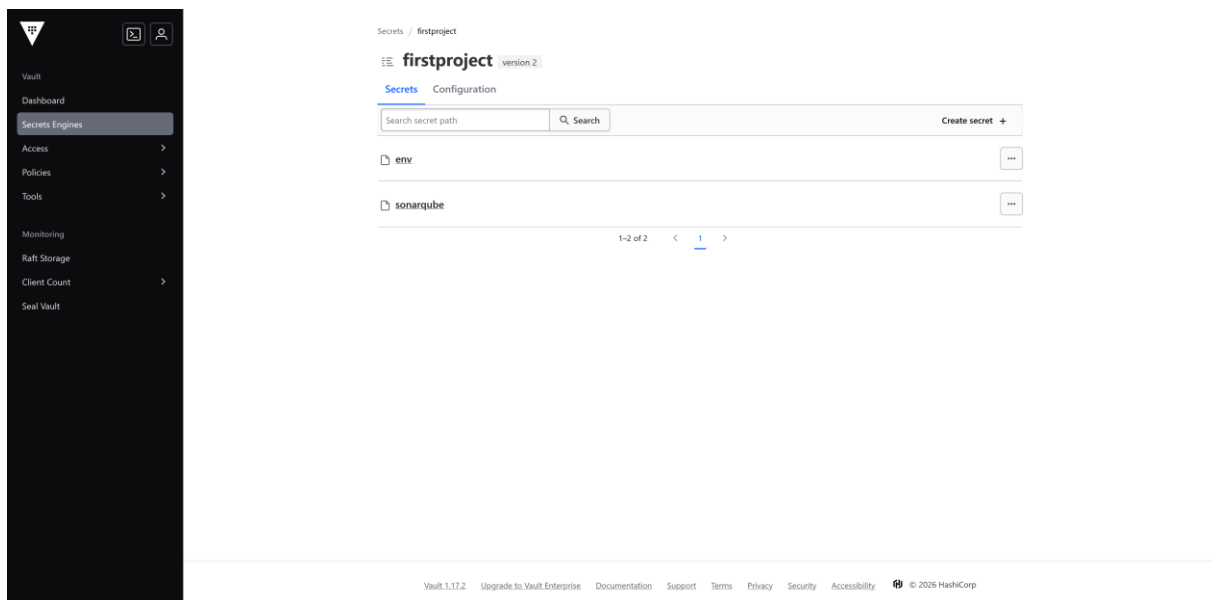 Vault
Dashboard
Secrets Engines
Access
Policies
Tools
Monitoring
Raft Storage
Client Count
Seal Vault
Secrets / firstproject
firstproject version 2
Secrets Configuration
Search secret path Search Create secret +
env
sonarqube
1–2 of 2 < 1 >
Vault 1.17.2 Upgrade to Vault Enterprise Documentation Support Terms Privacy Security Accessibility © 2026 HashiCorp